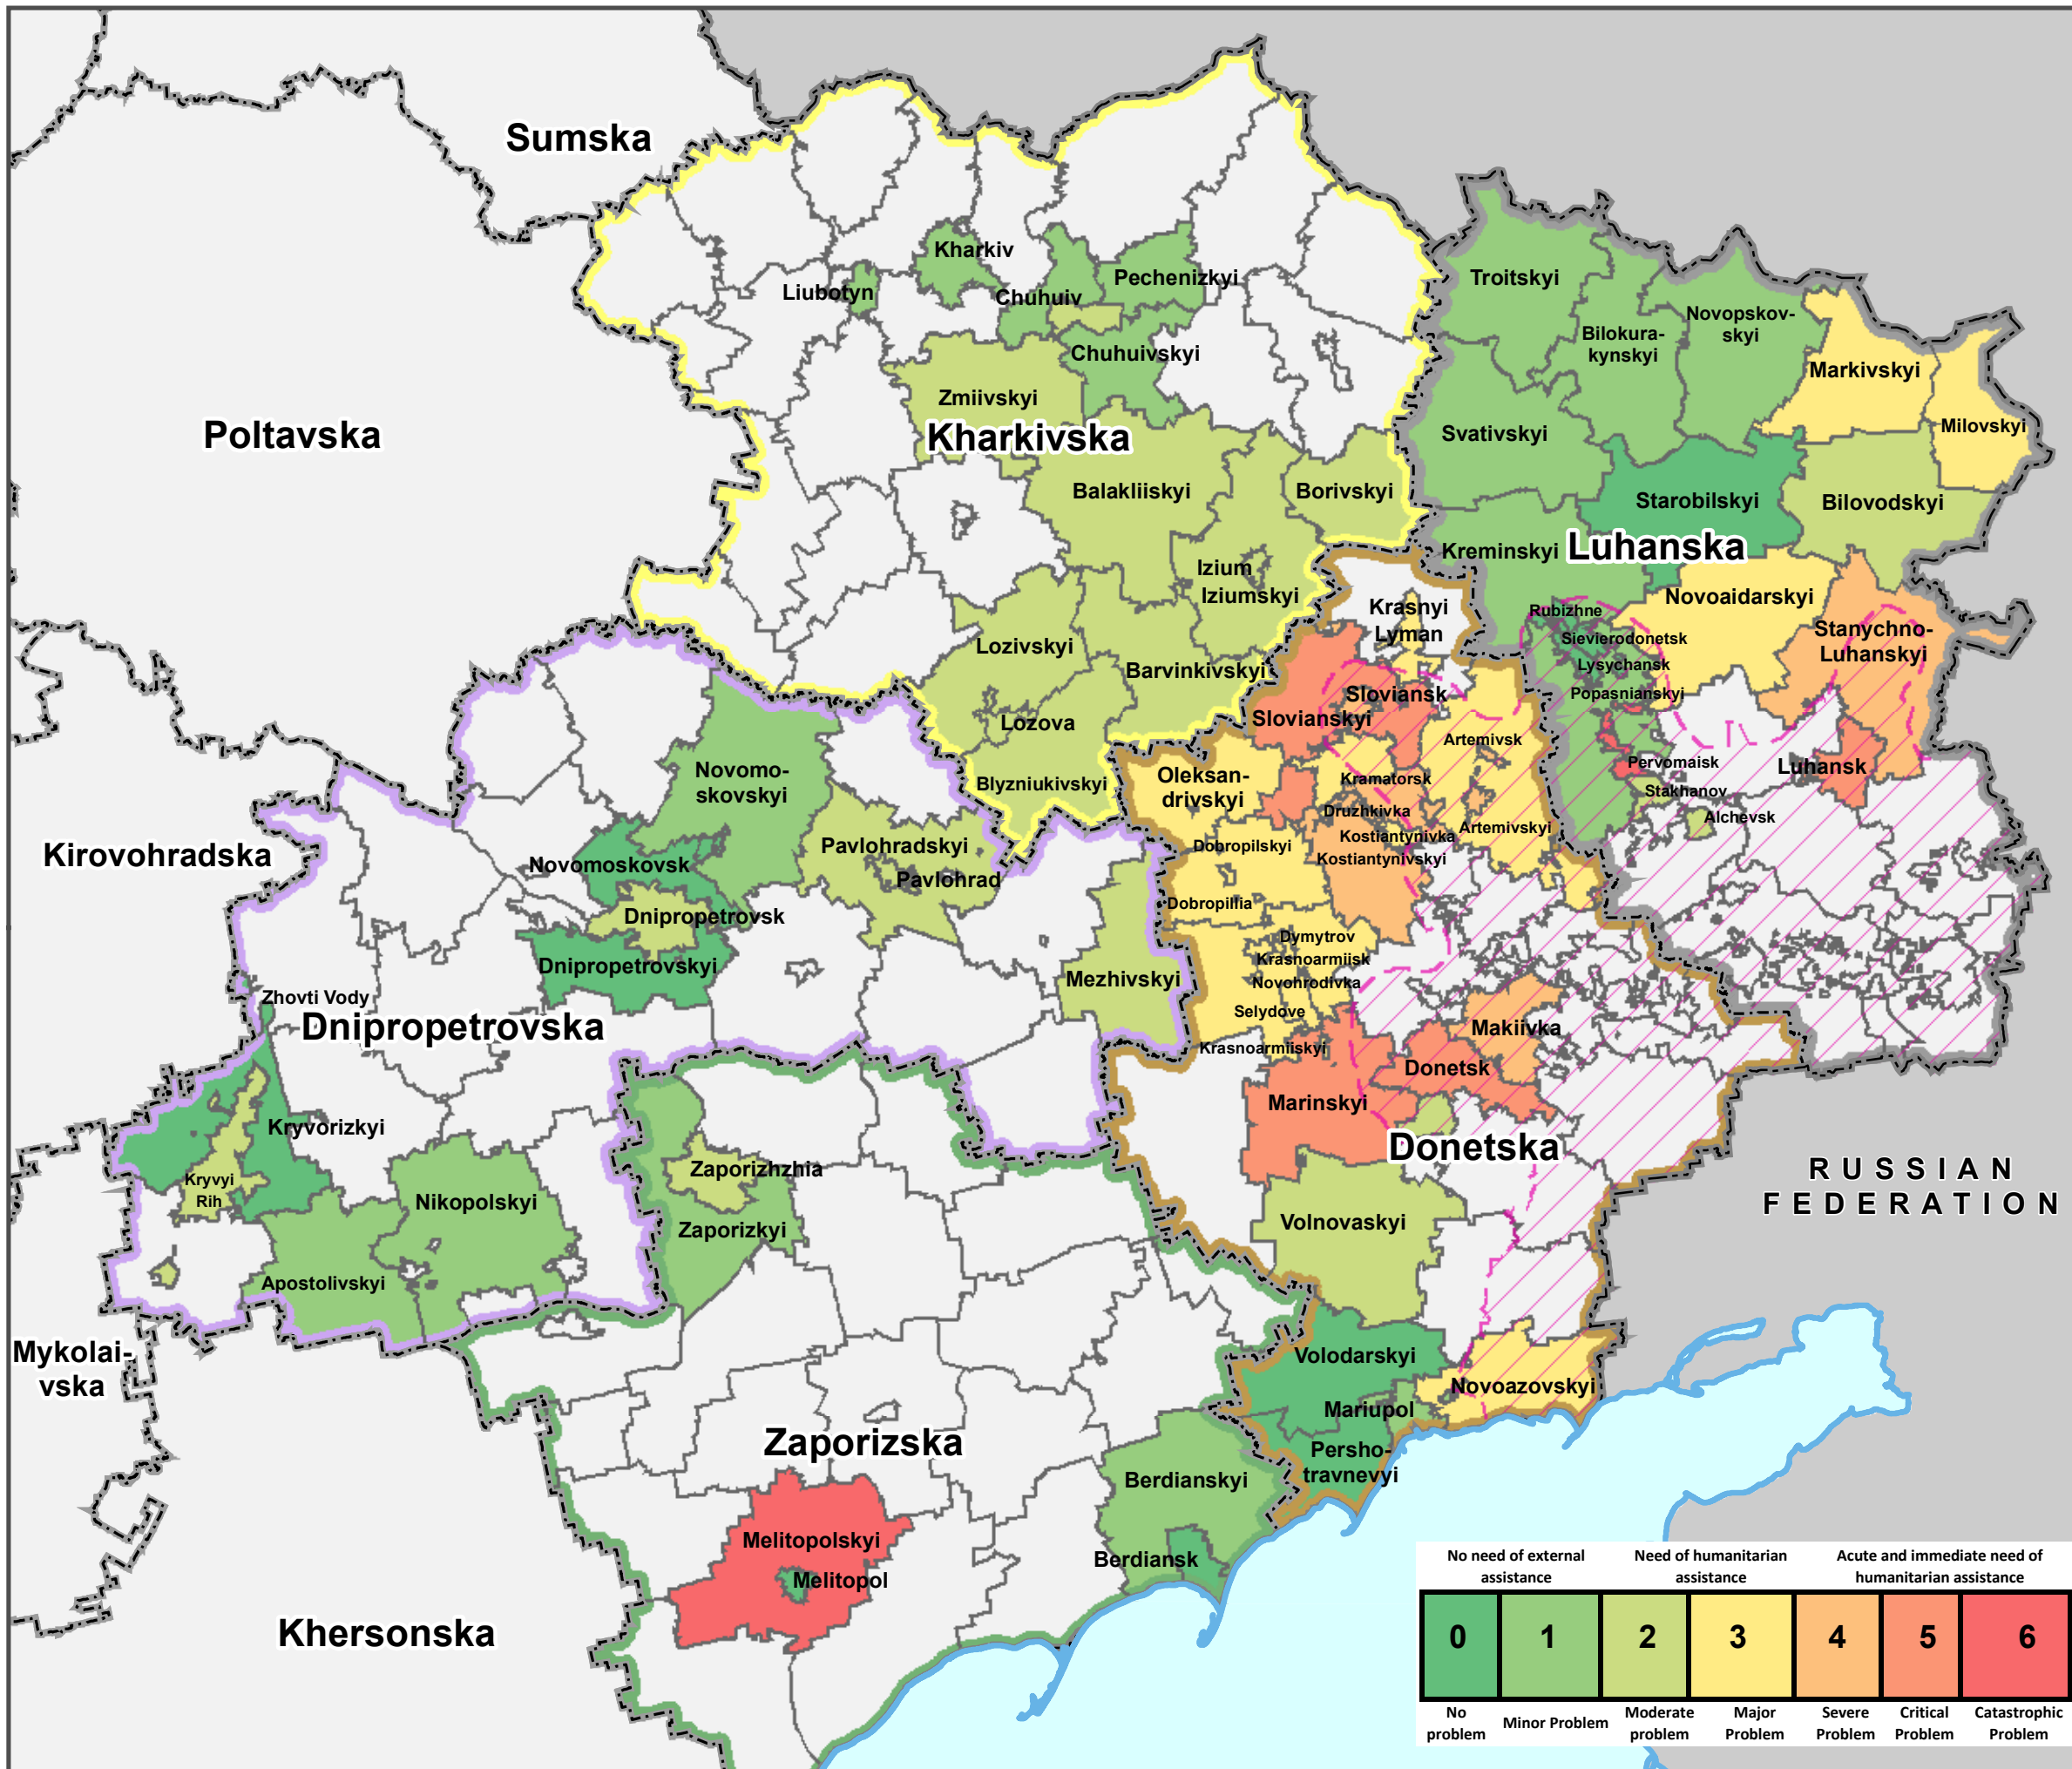 Sumska
Kharkiv
Pechenizkyi
Liubotyn
Chuhuiv
Chuhuivskyi
Zmiivskyi
Kharkivska
Poltavska
Balakliiskyi
Borivskyi
Izium
Iziumskyi
Lozivskyi
Barvinkivskyi
Lozova
Blyzniukivskyi
Troitskyi
Bilokura-
kynskyi
Novopskov-
skyi
Markivskyi
Milovskyi
Svativskyi
Starobilskyi
Bilovodskyi
Kreminskyi
Luhanska
Novoaidarskyi
Stanychno-
Luhanskyi
Rubizhne
Sievierodonetsk
Lysychansk
Popasnianskyi
Pervomaisk
Stakhanov
Alchevsk
Luhansk
Krasnyi
Lyman
Sloviansk
Slovianskyi
Artemivsk
Oleksan-
drivskyi
Kramatorsk
Druzhkivka
Kostiantynivka
Artemivskyi
Kostiantynivskyi
Dobropilskyi
Dobropillia
Dymytrov
Krasnoarmiisk
Novohrodivka
Selydove
Krasnoarmiiskyi
Makiivka
Donetsk
Marinskyi
Donetska
Volnovaskyi
Volodarskyi
Novoazovskyi
Mariupol
Persho-
travnevyi
Novomo-
skovskyi
Kirovohradska
Novomoskovsk
Pavlohradskyi
Pavlohrad
Dnipropetrovsk
Dnipropetrovskyi
Mezhivskyi
Zhovti Vody
Dnipropetrovska
Kryvorizkyi
Kryvyi
Rih
Nikopolskyi
Apostolivskyi
Zaporizhzhia
Zaporizkyi
Mykolai-
vska
Zaporizska
Berdianskyi
Berdiansk
Melitopolskyi
Melitopol
Khersonska
RUSSIAN
FEDERATION
No need of external
assistance
Need of humanitarian
assistance
Acute and immediate need of
humanitarian assistance
0 1 2 3 4 5 6
No
problem
Minor Problem
Moderate
problem
Major
Problem
Severe
Problem
Critical
Problem
Catastrophic
Problem